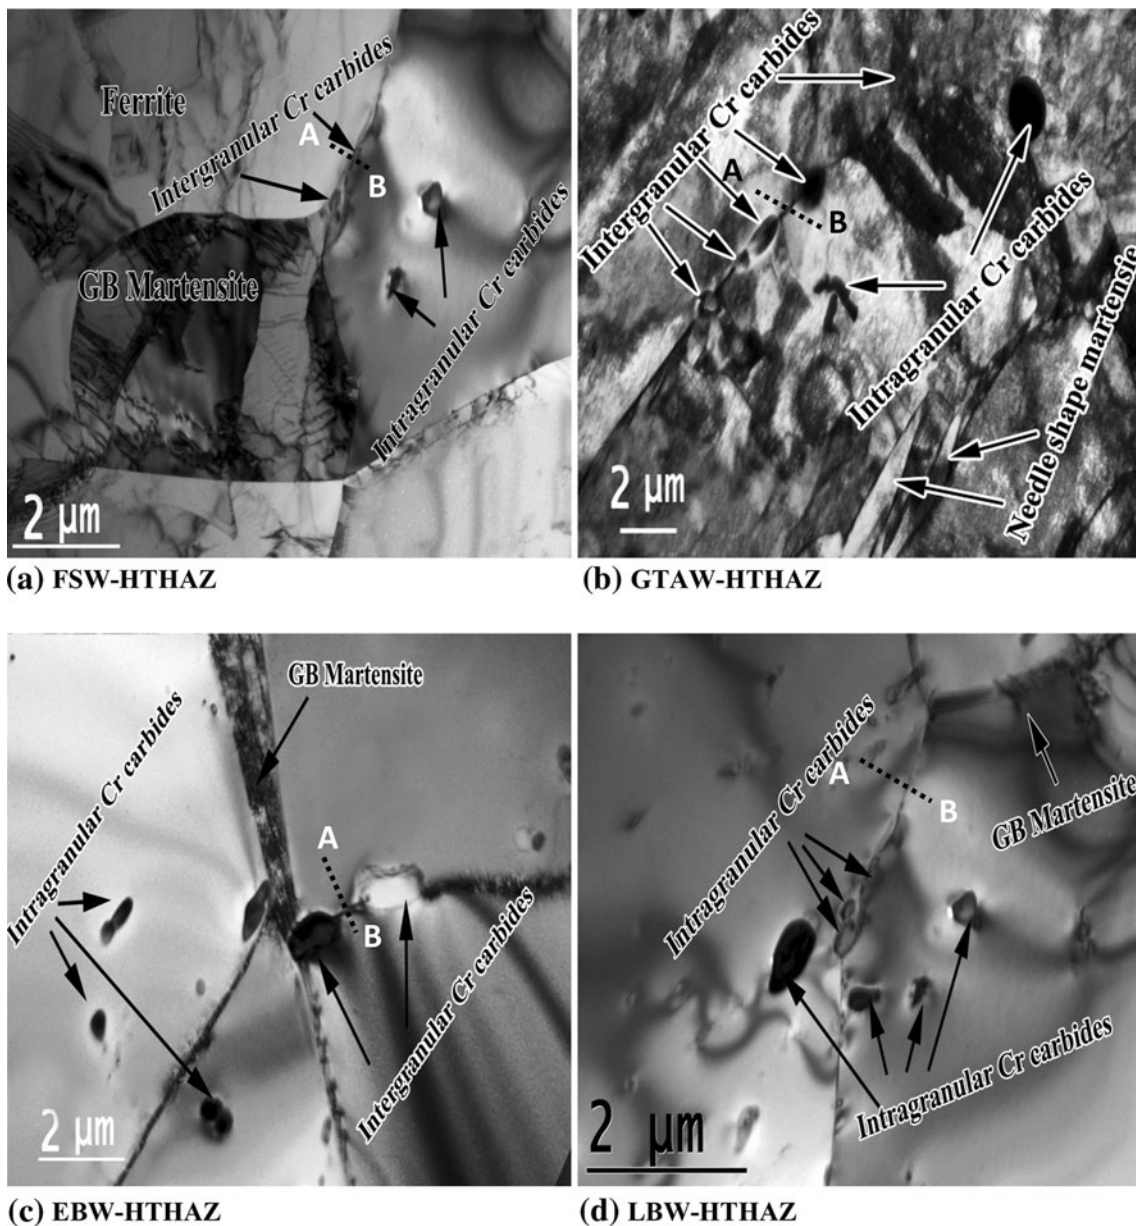 Ferrite
Intergranular Cr carbides
A
B
GB Martensite
Intragranular Cr carbides
2 µm
(a) FSW-HTHAZ
Intergranular Cr carbides
A
B
Intragranular Cr carbides
Needle shape martensie
2 µm
(b) GTAW-HTHAZ
GB Martensite
Intragranular Cr carbides
A
B
Intergranular Cr carbides
2 µm
(c) EBW-HTHAZ
Intragranular Cr carbides
A
B
GB Martensite
Intragranular Cr carbides
2 µm
(d) LBW-HTHAZ